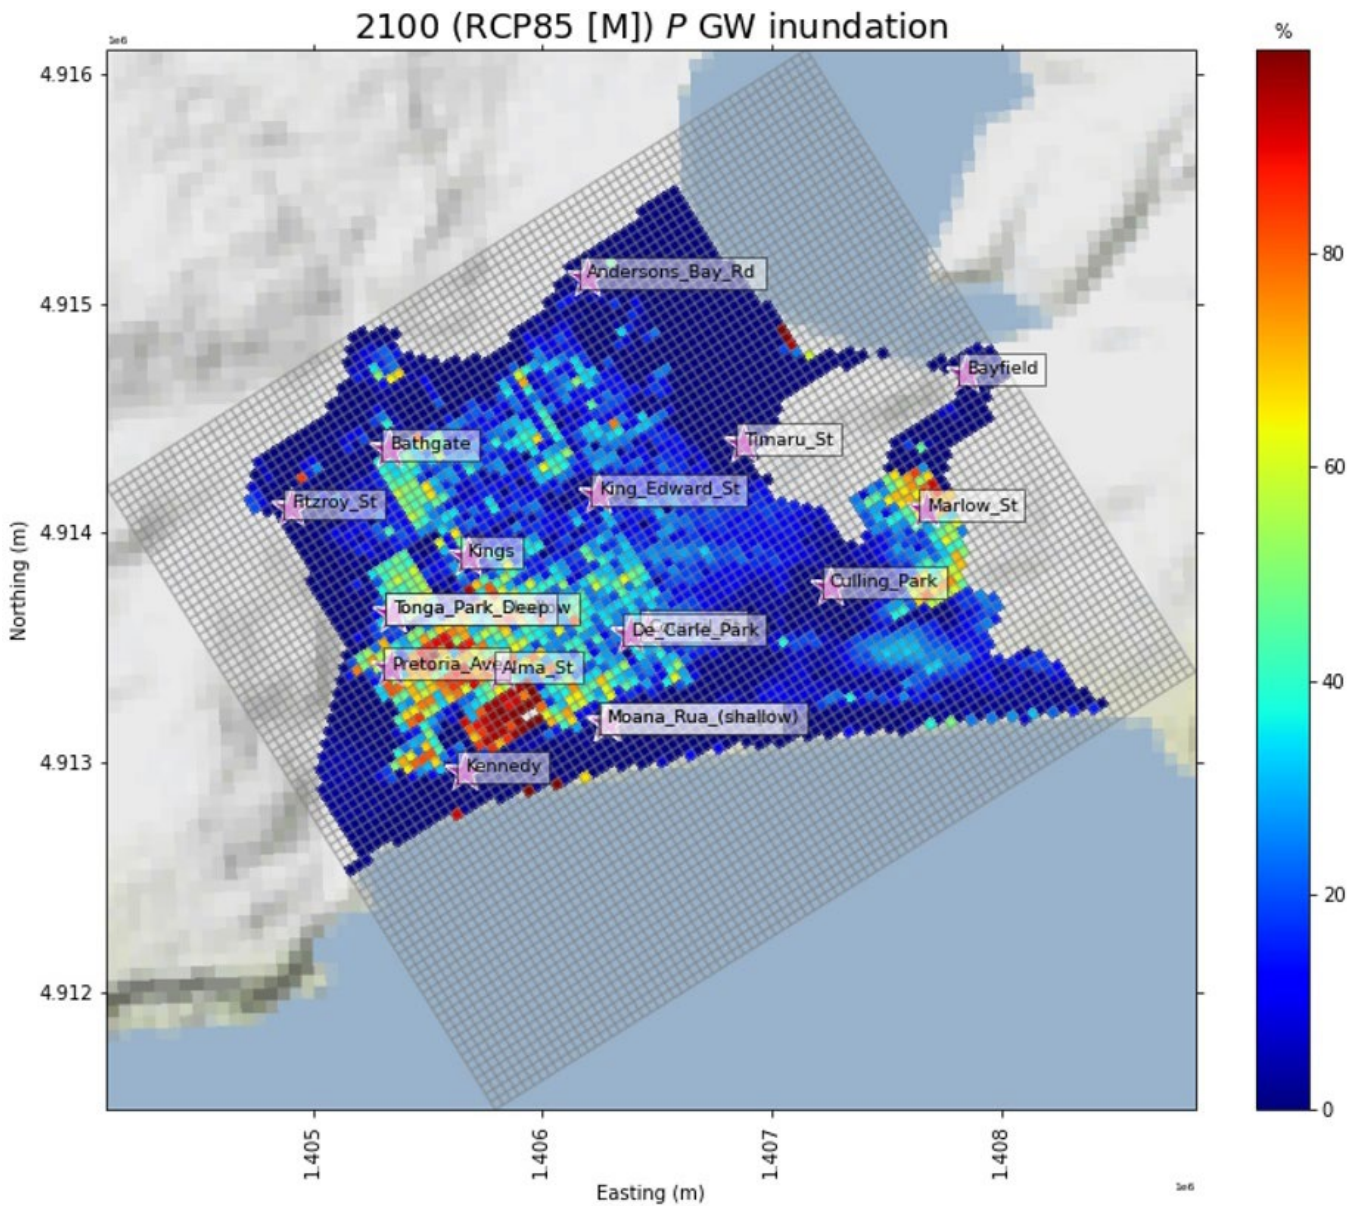 2100 (RCP85 [M]) P GW inundation
%
1e6
4.916
Andersons_Bay_Rd
80
4.915
Bayfield
Bathgate
Timaru_St
60
King_Edward_St
Fitzroy_St
Marlow_St
4.914
Kings
Culling_Park
Tonga_Park_Deep
De_Carle_Park
40
Pretoria_Ave
Alma_St
Moana_Rua_(shallow)
4.913
Kennedy
20
4.912
0
Northing (m)
1.405
1.406
1.407
1.408
Easting (m)
1e6